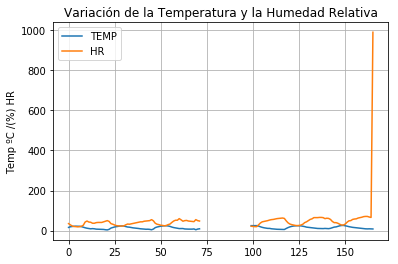 Variación de la Temperatura y la Humedad Relativa
TEMP
HR
Temp ºC /(%) HR
1000
800
600
400
200
0
0 25 50 75 100 125 150